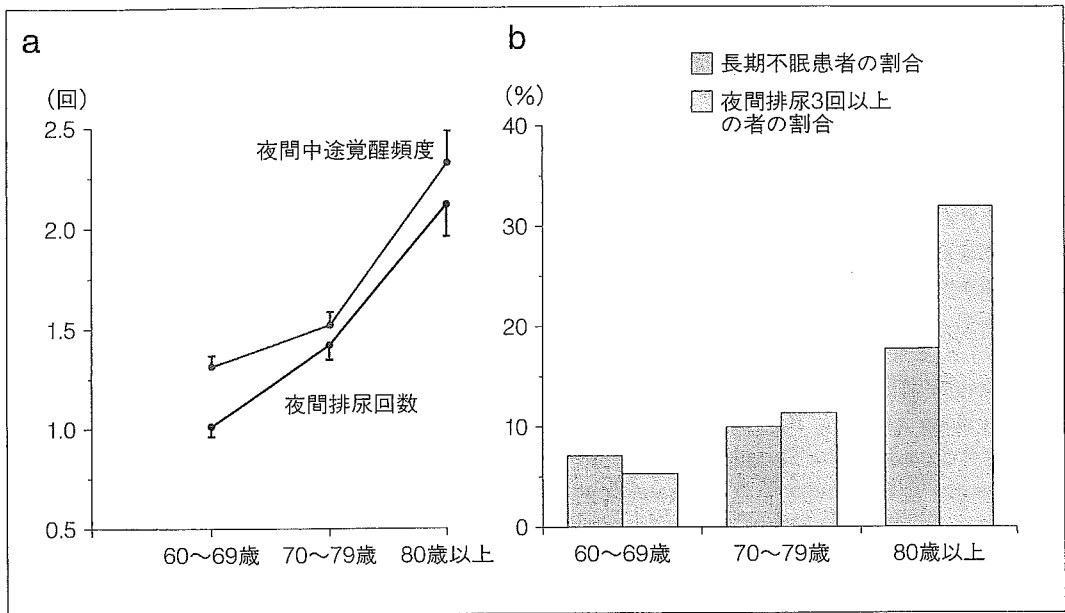 a
(回)
2.5
2.0
1.5
1.0
0.5
夜間中途覚醒頻度
夜間排尿回数
60～69歳 70～79歳 80歳以上
b
長期不眠患者の割合
夜間排尿3回以上
の者の割合
(%)
40
30
20
10
0
60～69歳 70～79歳 80歳以上